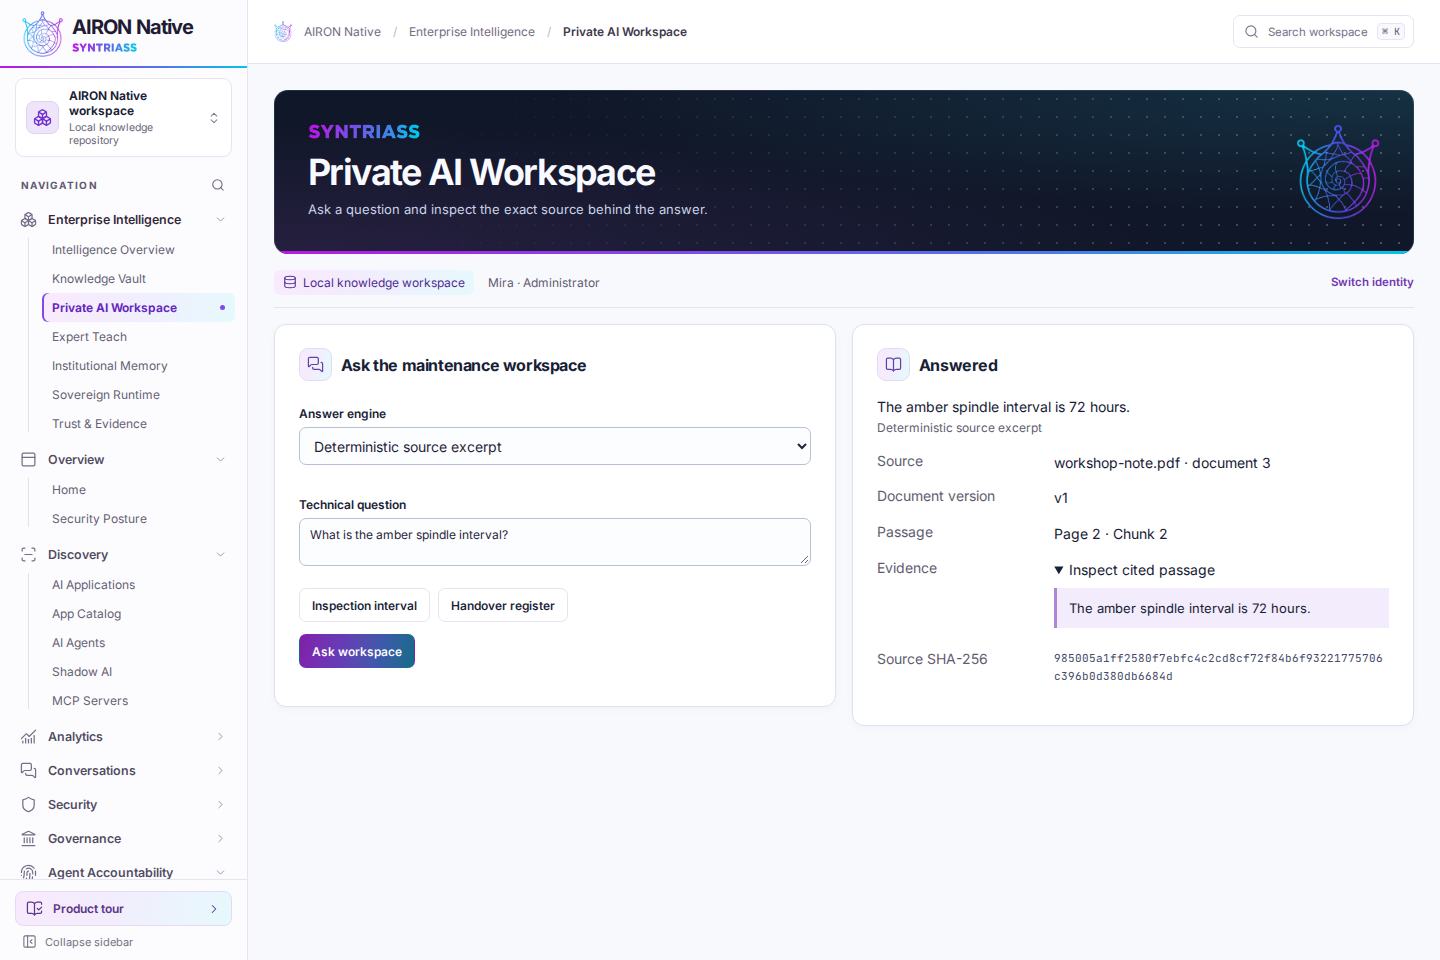 AIRON Native
SYNTRIASS
AIRON Native
workspace
Local knowledge
repository
NAVIGATION
Enterprise Intelligence
Intelligence Overview
Knowledge Vault
Private AI Workspace
Expert Teach
Institutional Memory
Sovereign Runtime
Trust & Evidence
Overview
Home
Security Posture
Discovery
AI Applications
App Catalog
AI Agents
Shadow AI
MCP Servers
Analytics
Conversations
Security
Governance
Agent Accountability
Product tour
Collapse sidebar
AIRON Native / Enterprise Intelligence / Private AI Workspace
Search workspace ⌘ K
SYNTRIASS
Private AI Workspace
Ask a question and inspect the exact source behind the answer.
Local knowledge workspace Mira · Administrator
Switch identity
Ask the maintenance workspace
Answer engine
Deterministic source excerpt
Technical question
What is the amber spindle interval?
Inspection interval
Handover register
Ask workspace
Answered
The amber spindle interval is 72 hours.
Deterministic source excerpt
Source workshop-note.pdf · document 3
Document version v1
Passage Page 2 · Chunk 2
Evidence ▼ Inspect cited passage
The amber spindle interval is 72 hours.
Source SHA-256 985005a1ff2580f7ebfc4c2cd8cf72f84b6f93221775706
c396b0d380db6684d